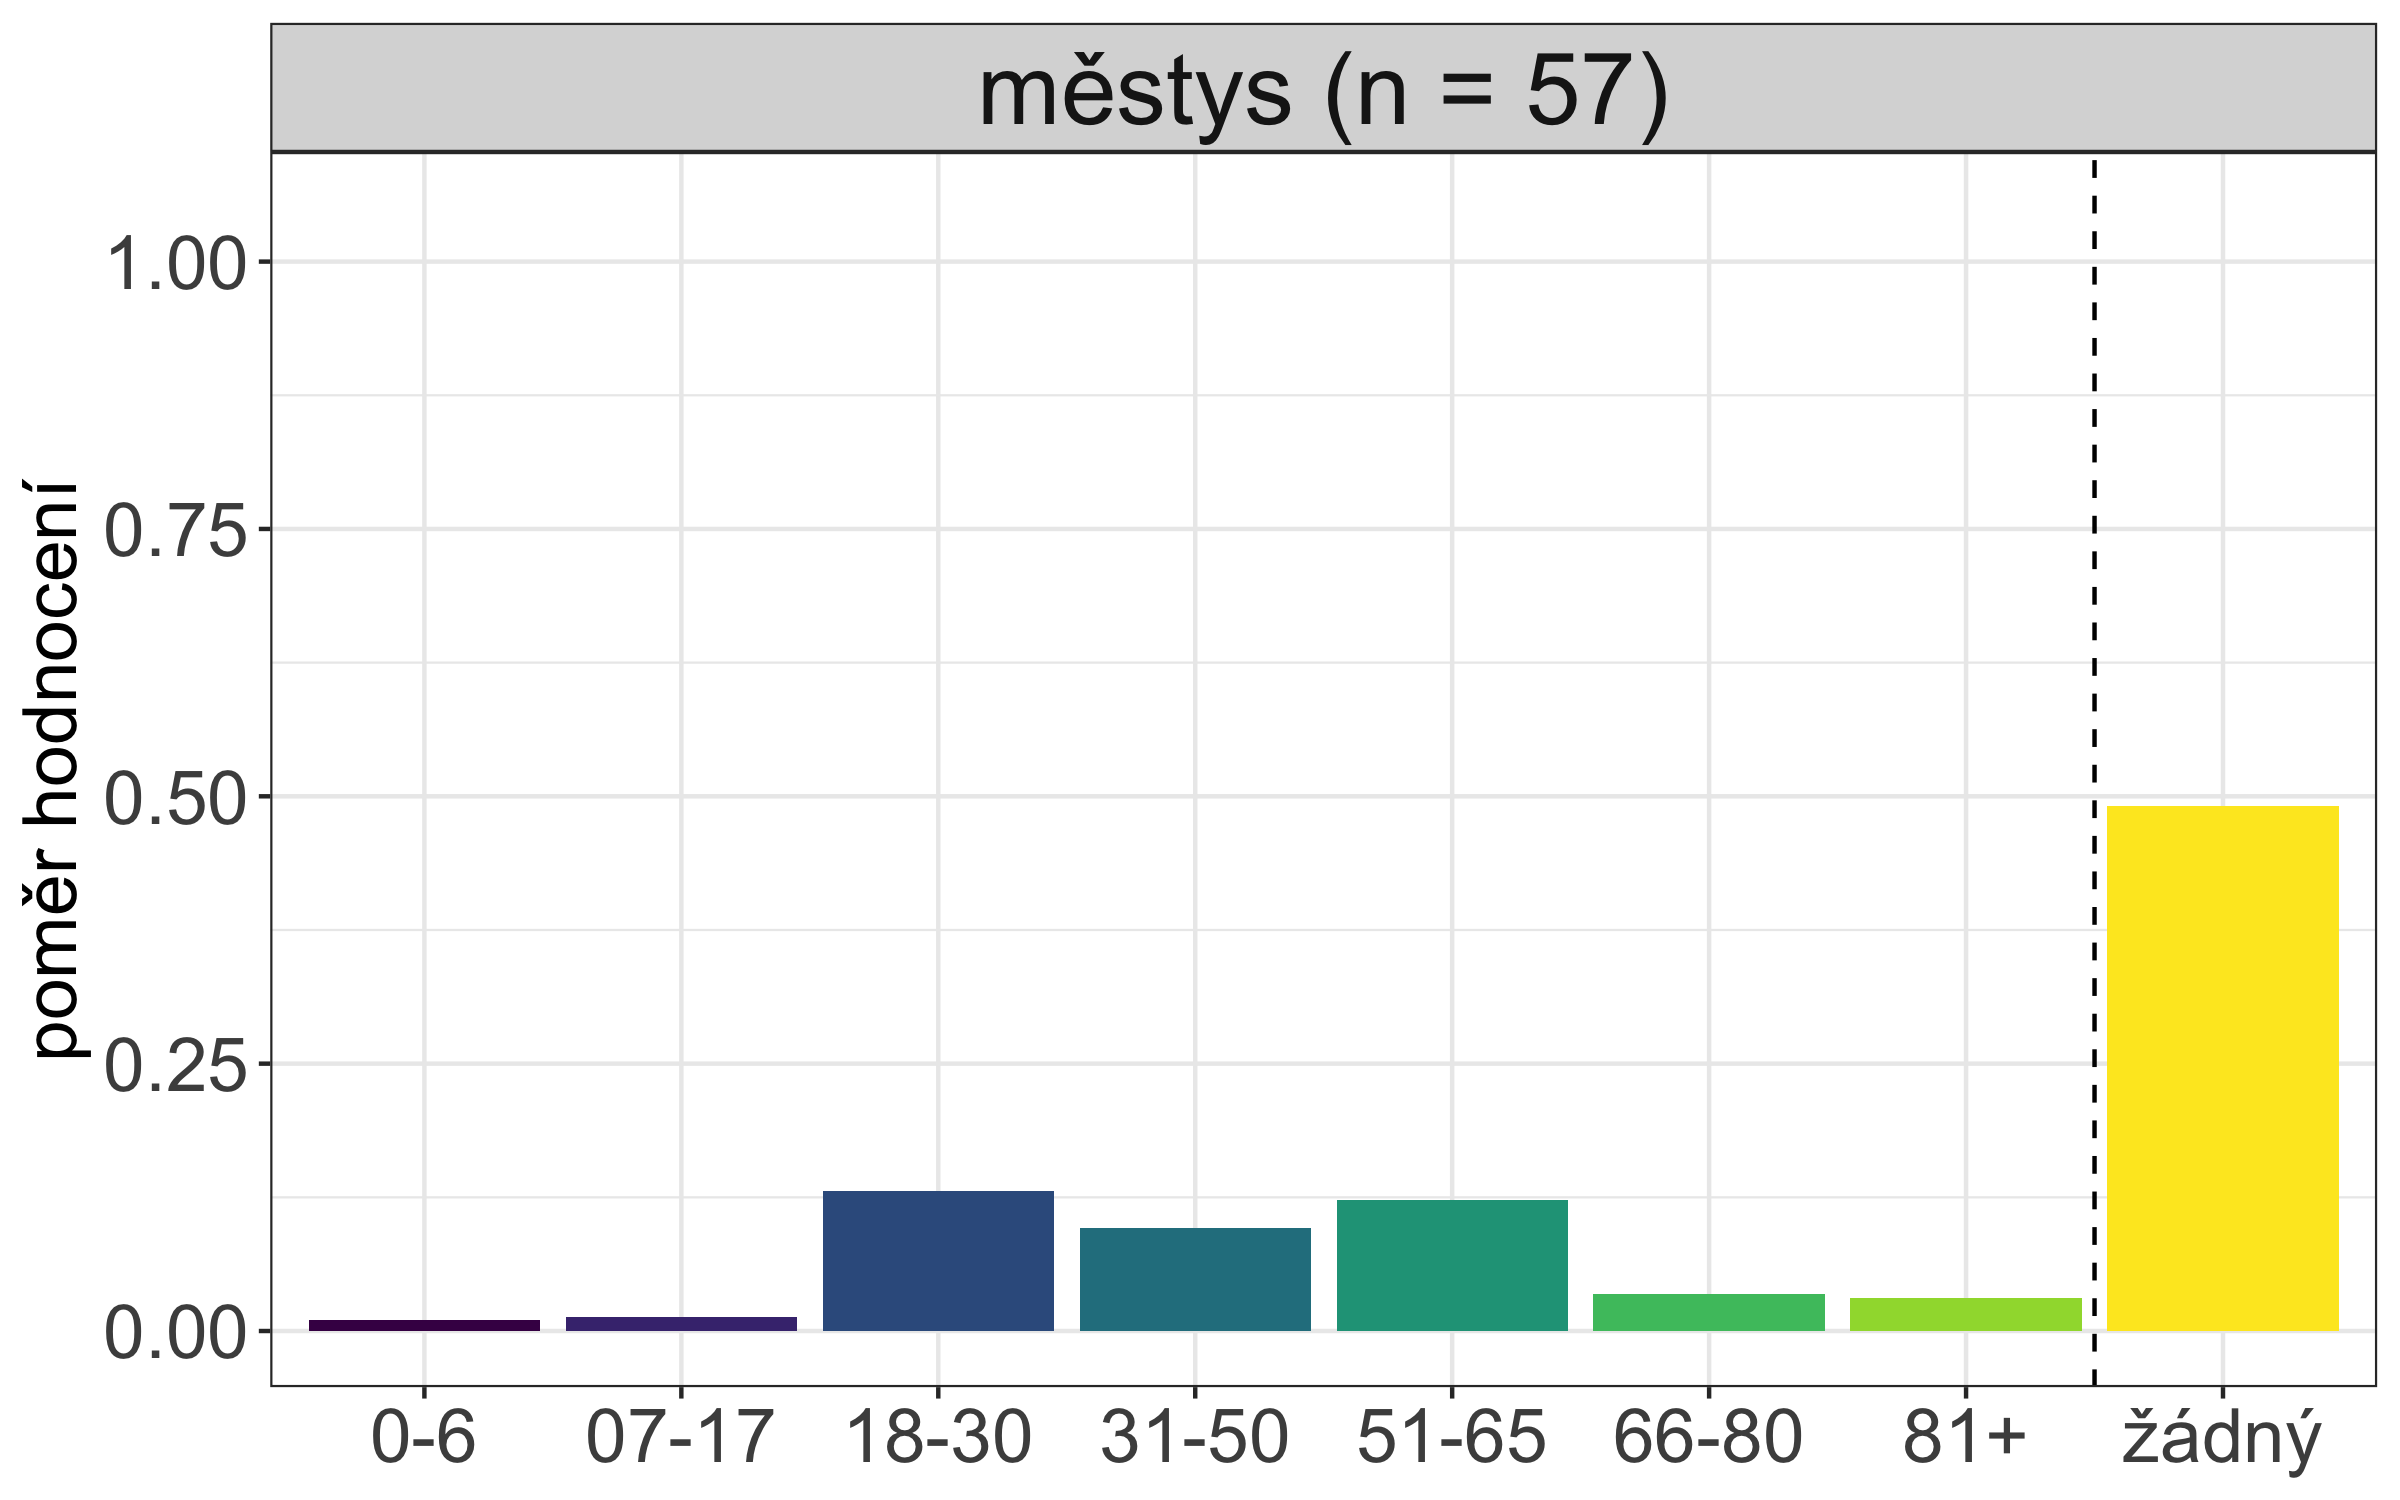 městys (n = 57)
poměr hodnocení
1.00
0.75
0.50
0.25
0.00
0-6 07-17 18-30 31-50 51-65 66-80 81+ žádný